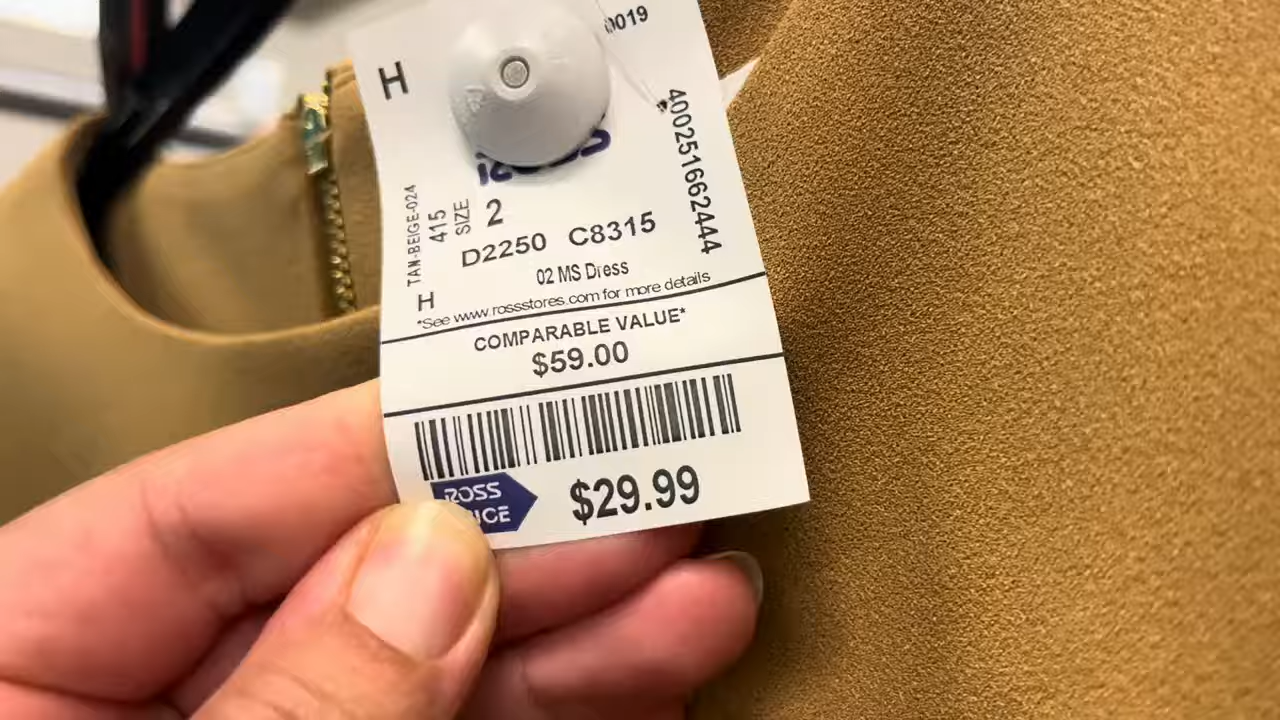 0019
H
400251662444
TAN-BEIGE-024
415
SIZE
2
D2250 C8315
02 MS Dress
H
*See www.rossstores.com for more details
COMPARABLE VALUE*
$59.00
ROSS
$29.99